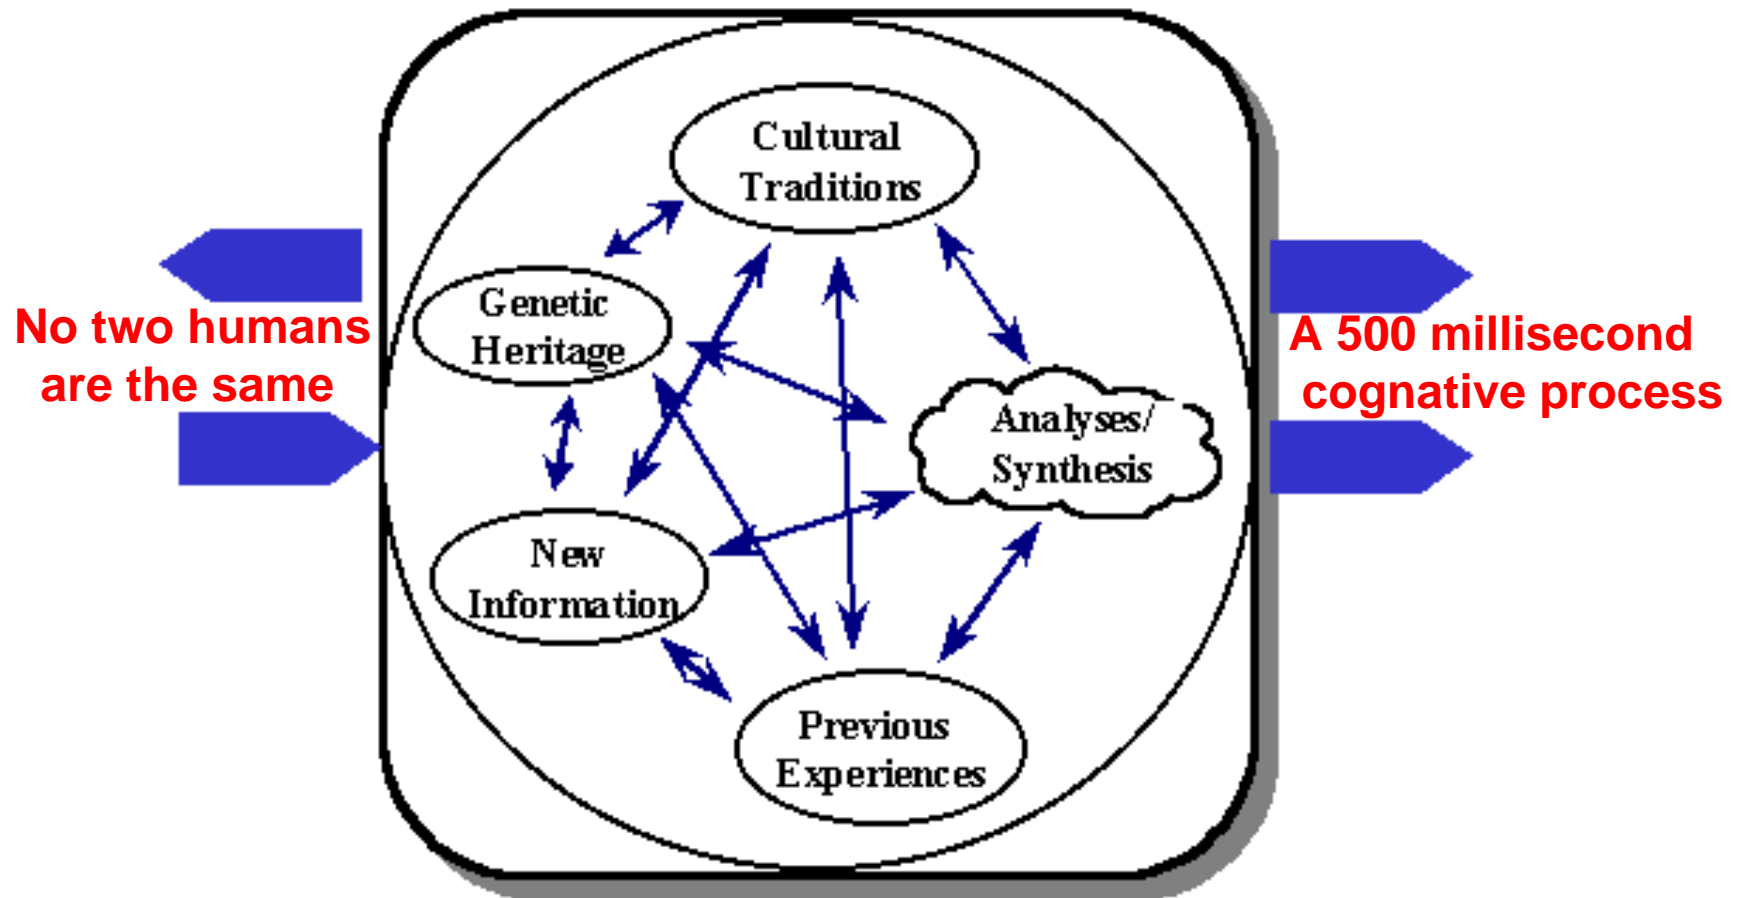 Cultural
Traditions
Genetic
Heritage
No two humans
are the same
A 500 millisecond
cognative process
Analyses/
Synthesis
New
Information
Previous
Experiences